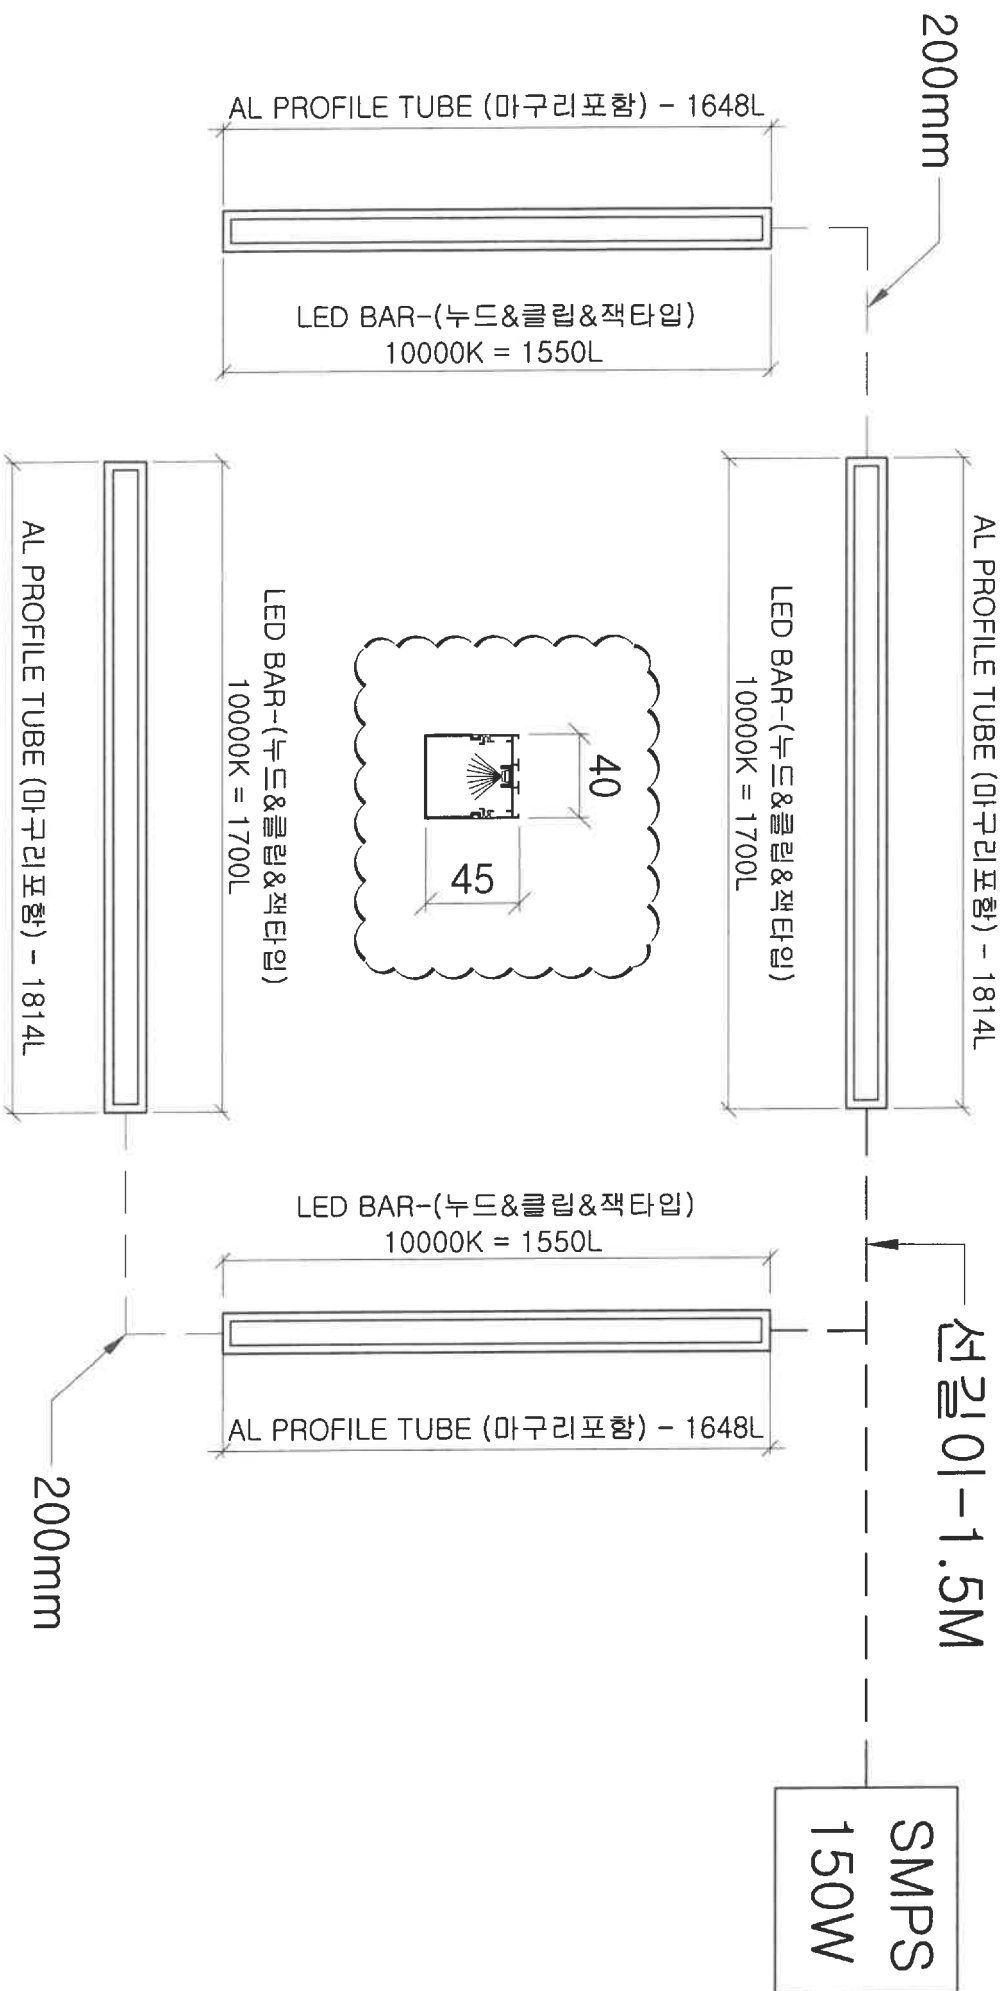 200mm
AL PROFILE TUBE (마구리포함) - 1648L
LED BAR-(누드&클립&잭타입)
10000K = 1550L
AL PROFILE TUBE (마구리포함) - 1814L
LED BAR-(누드&클립&잭타입)
10000K = 1700L
40
45
LED BAR-(누드&클립&잭타입)
10000K = 1700L
AL PROFILE TUBE (마구리포함) - 1814L
LED BAR-(누드&클립&잭타입)
10000K = 1550L
AL PROFILE TUBE (마구리포함) - 1648L
선길이-1.5M
200mm
SMPS
150W